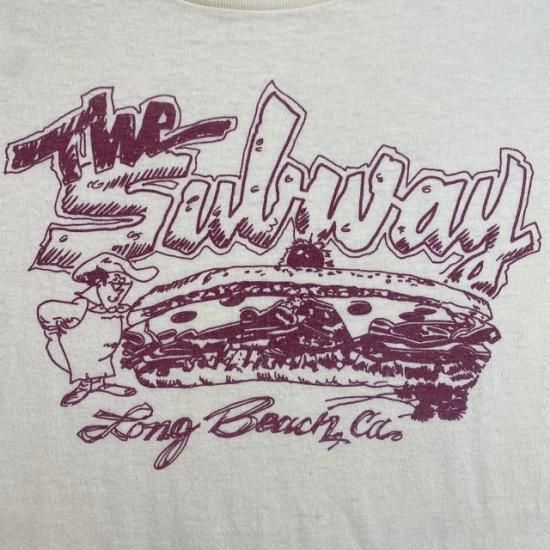 The
Subway
Long Beach, Ca.